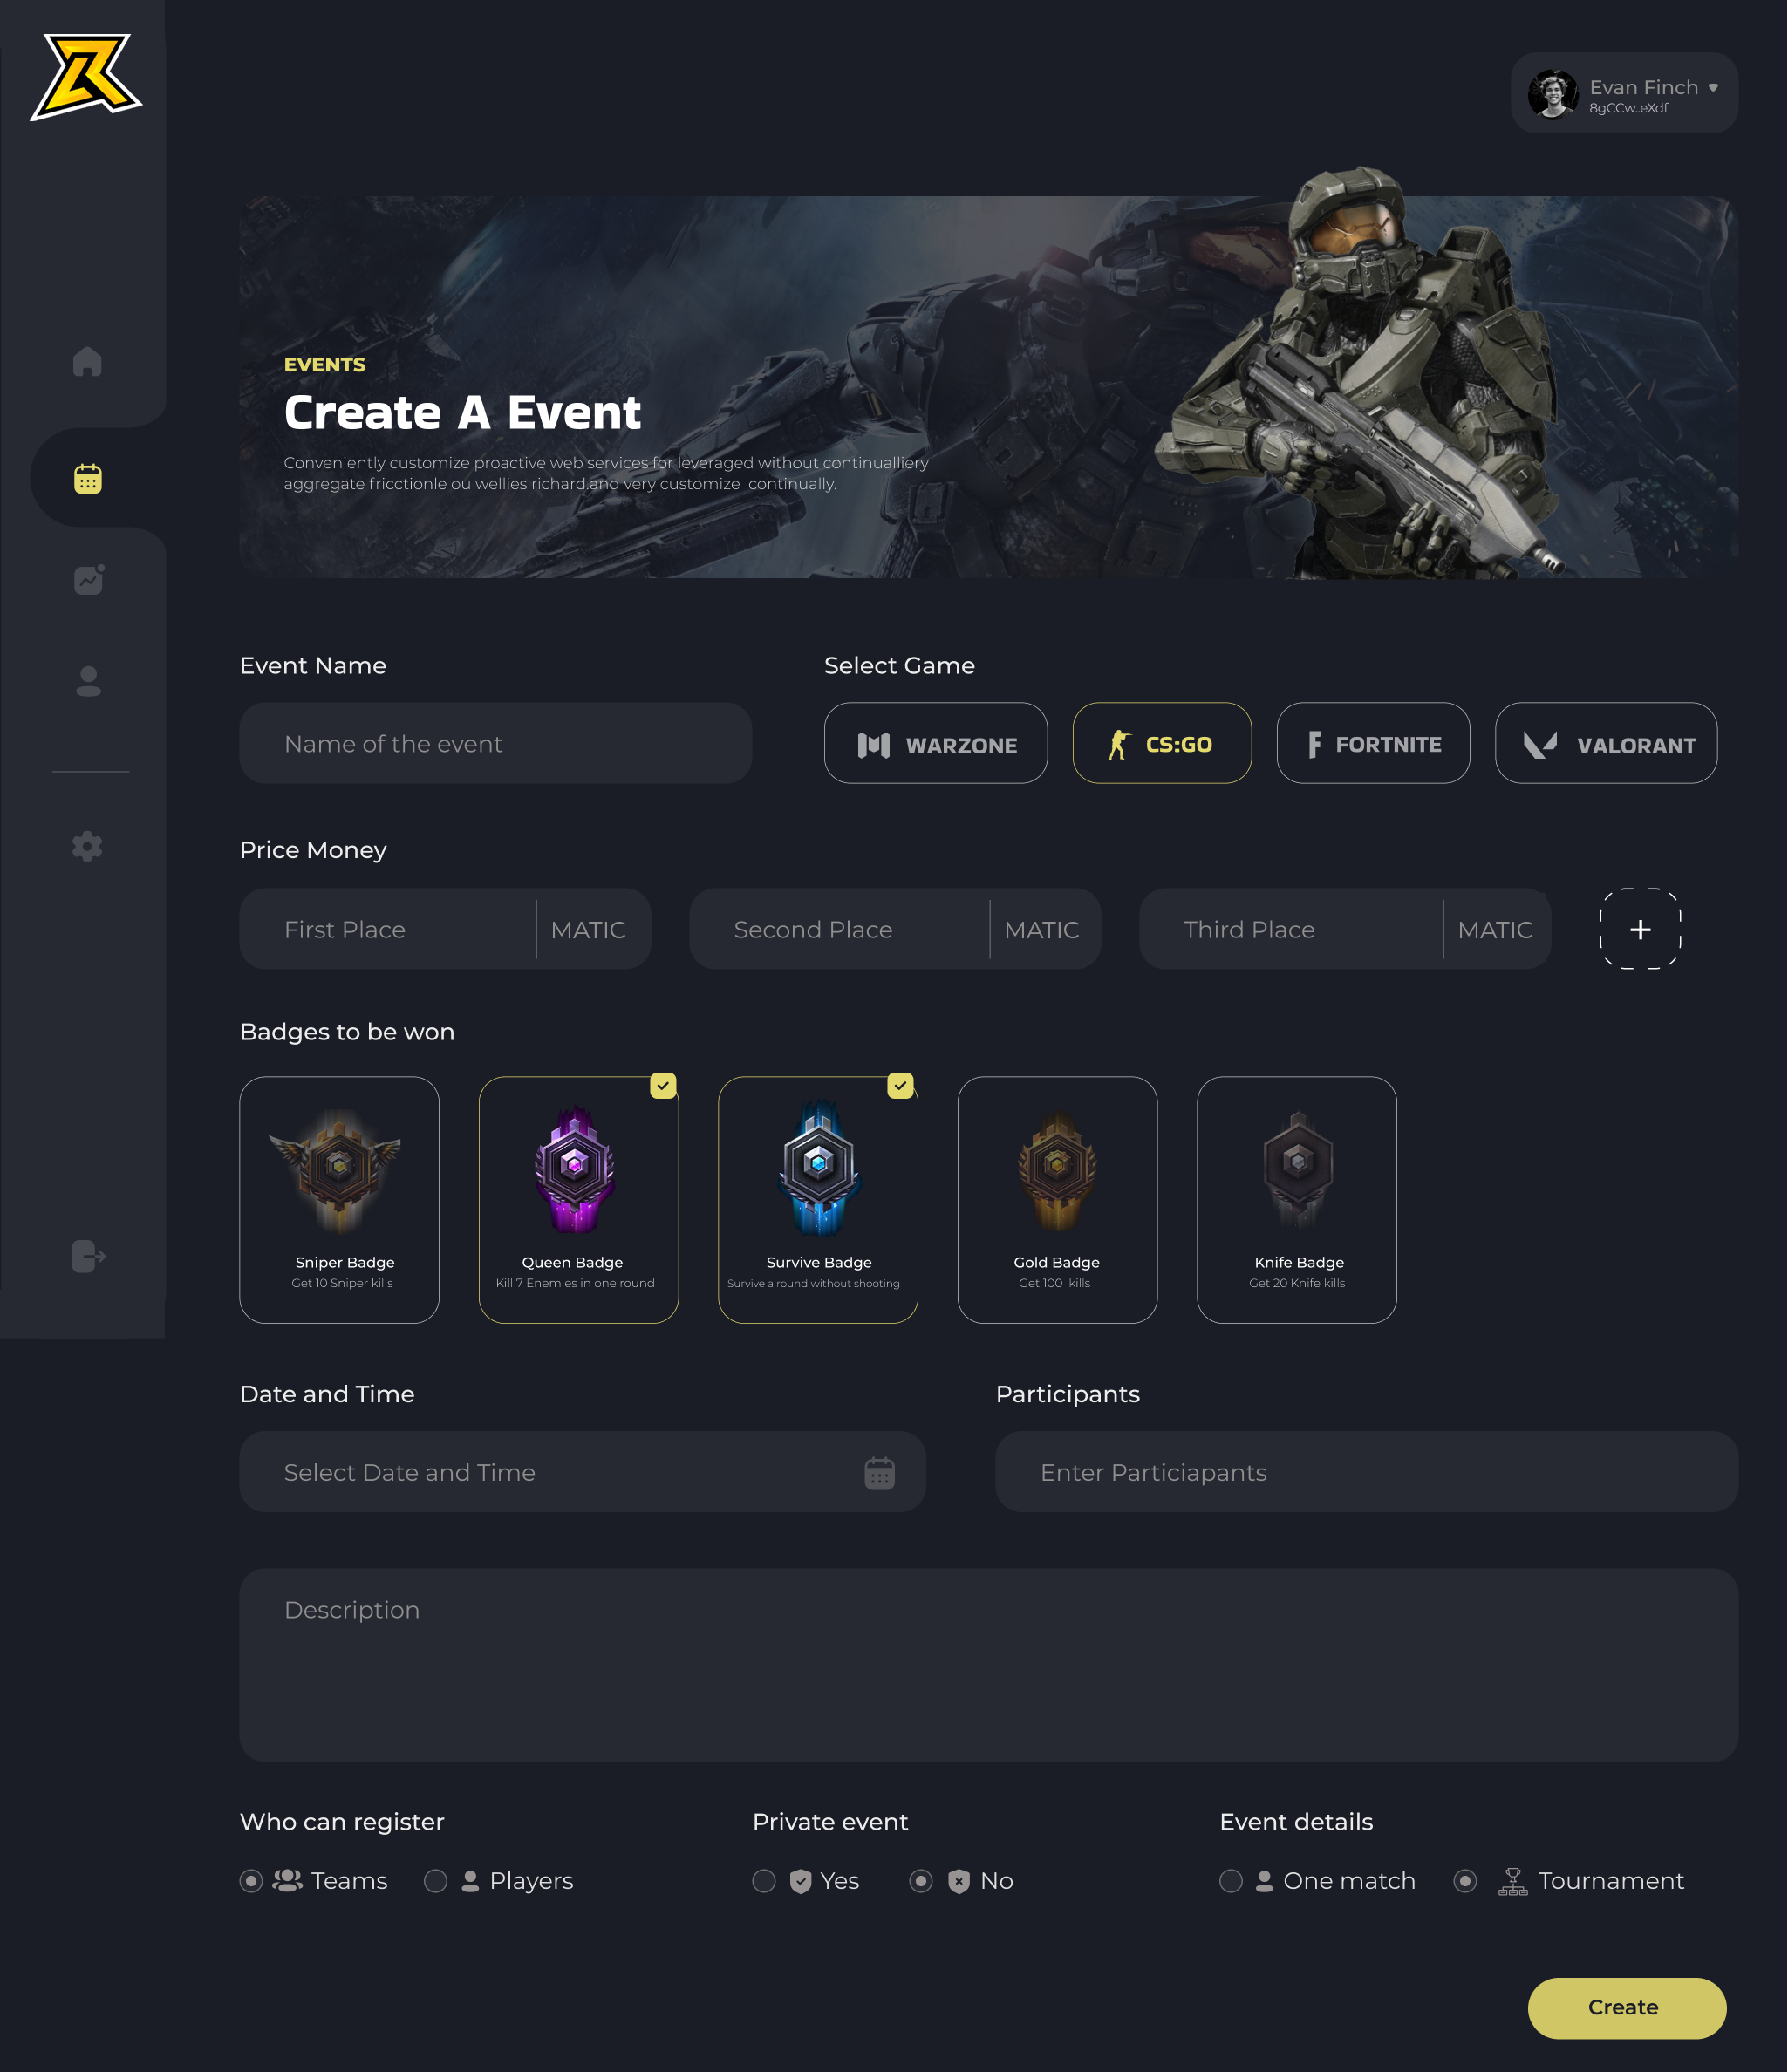 Evan Finch
8gCCw..eXdf
EVENTS
Create A Event
Conveniently customize proactive web services for leveraged without continualliery
aggregate fricctionle ou wellies richard.and very customize continually.
Event Name
Select Game
Name of the event
WARZONE
CS:GO
FORTNITE
VALORANT
Price Money
First Place
MATIC
Second Place
MATIC
Third Place
MATIC
+
Badges to be won
Sniper Badge
Get 10 Sniper kills
Queen Badge
Kill 7 Enemies in one round
Survive Badge
Survive a round without shooting
Gold Badge
Get 100 kills
Knife Badge
Get 20 Knife kills
Date and Time
Participants
Select Date and Time
Enter Particiapants
Description
Who can register
Private event
Event details
Teams
Players
Yes
No
One match
Tournament
Create